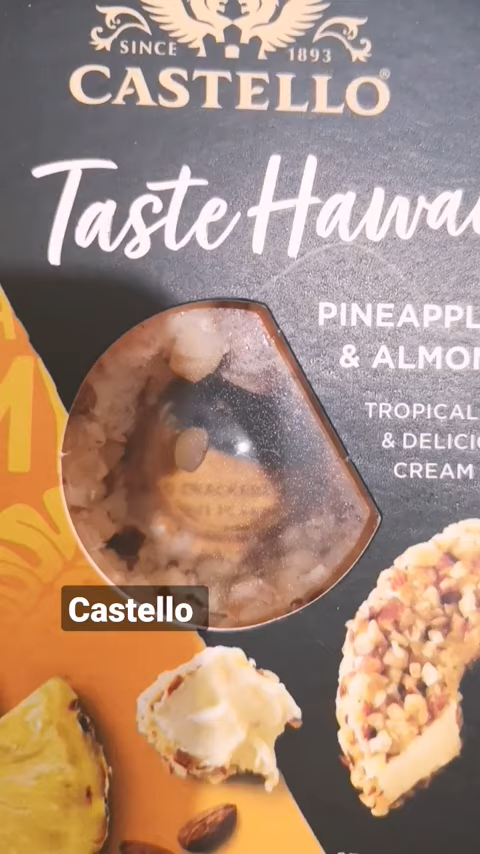 SINCE 1893
CASTELLO®
Taste Hawai
PINEAPPL
& ALMON
TROPICAL
& DELICIO
CREAM
Castello